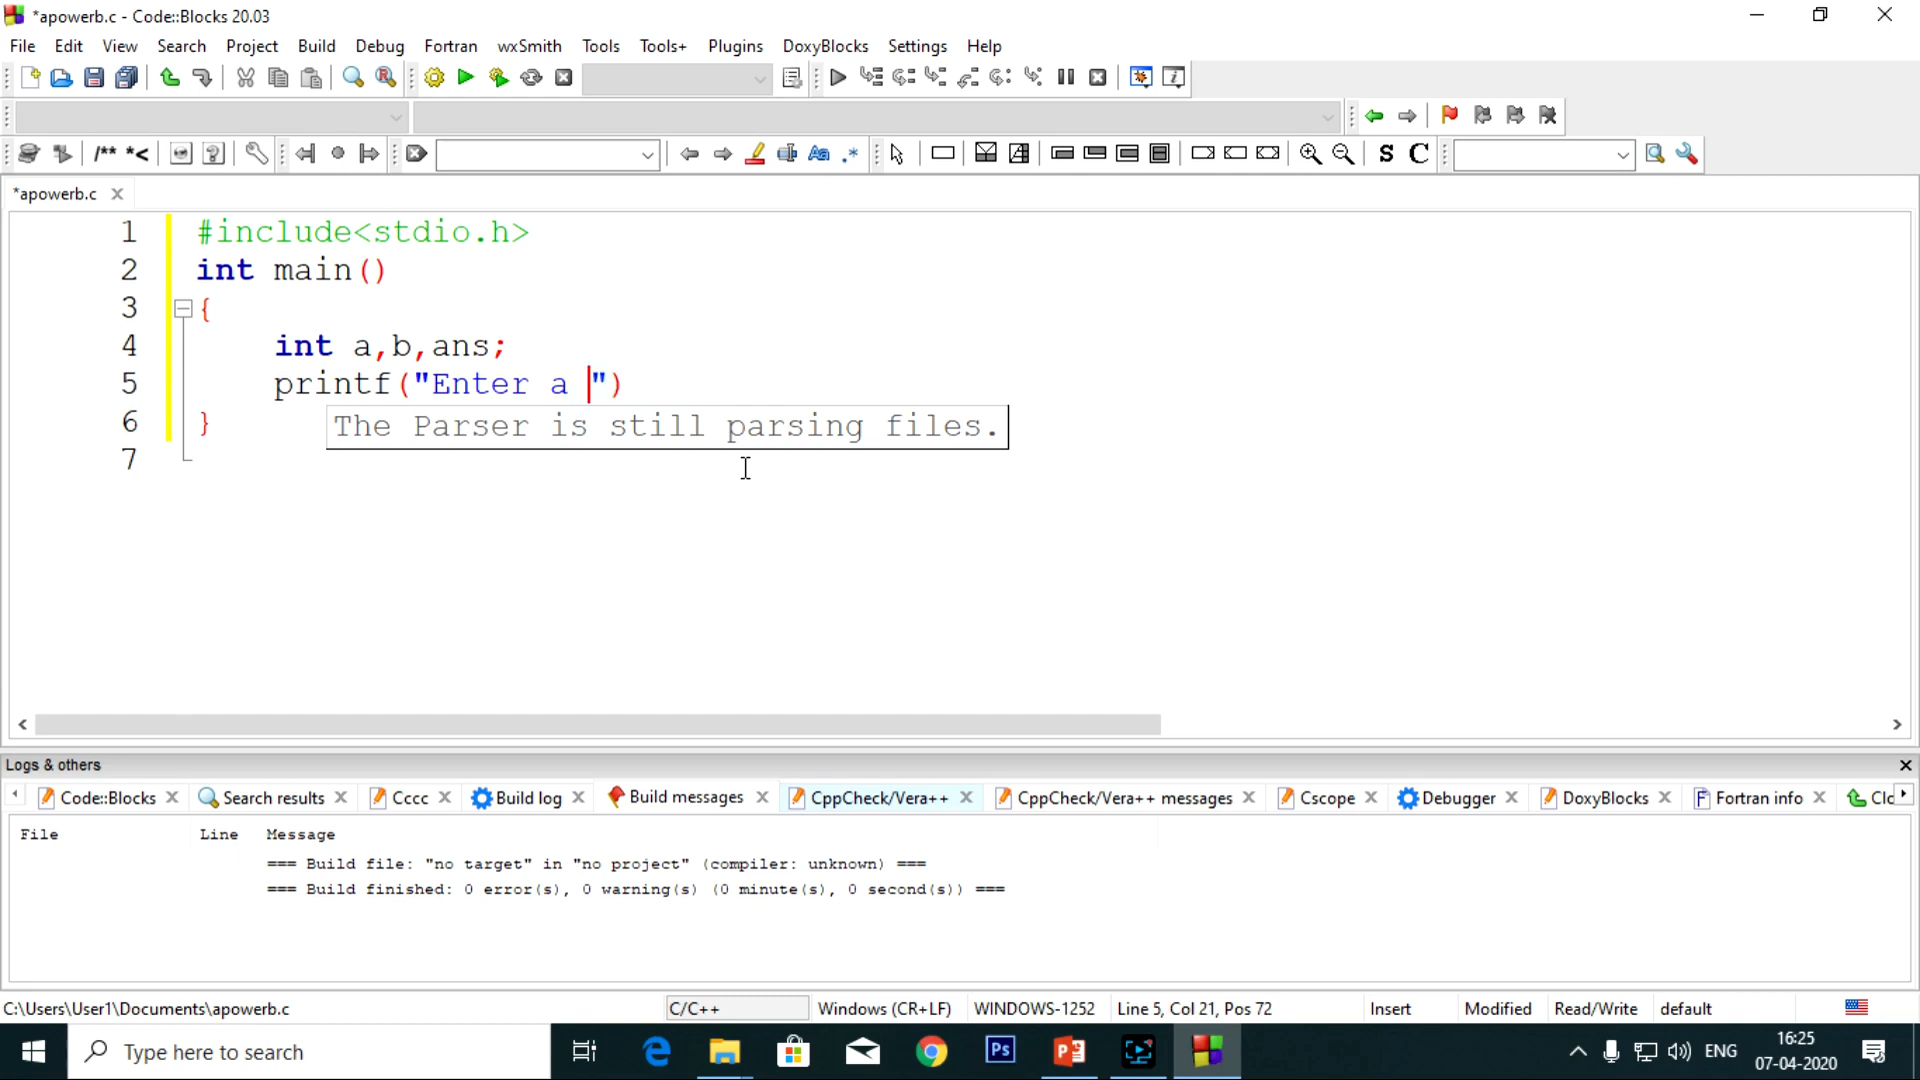 *apowerb.c - Code::Blocks 20.03
File Edit View Search Project Build Debug Fortran wxSmith Tools Tools+ Plugins DoxyBlocks Settings Help
/** *< Aa .* S C
*apowerb.c
1 #include<stdio.h>
2 int main()
3 {
4 int a,b,ans;
5 printf("Enter a ")
6 }
The Parser is still parsing files.
7
Logs & others
Code::Blocks Search results Cccc Build log Build messages CppCheck/Vera++ CppCheck/Vera++ messages Cscope Debugger DoxyBlocks Fortran info Clc
File Line Message
=== Build file: "no target" in "no project" (compiler: unknown) ===
=== Build finished: 0 error(s), 0 warning(s) (0 minute(s), 0 second(s)) ===
C:\Users\User1\Documents\apowerb.c C/C++ Windows (CR+LF) WINDOWS-1252 Line 5, Col 21, Pos 72 Insert Modified Read/Write default
Type here to search Ps ENG 16:25
07-04-2020